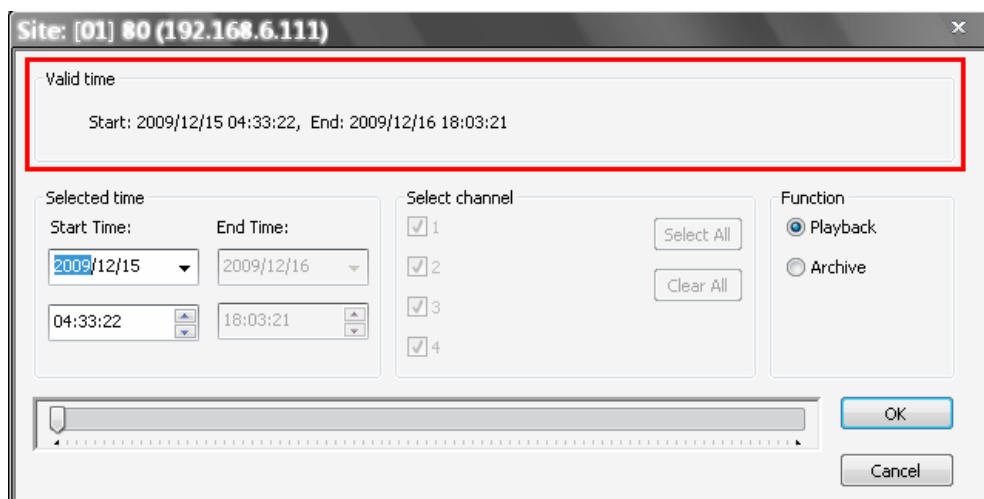 Site: [01] 80 (192.168.6.111)
Valid time
Start: 2009/12/15 04:33:22, End: 2009/12/16 18:03:21
Selected time
Start Time: End Time:
2009/12/15 2009/12/16
04:33:22 18:03:21
Select channel
1
2
3
4
Select All
Clear All
Function
Playback
Archive
OK
Cancel